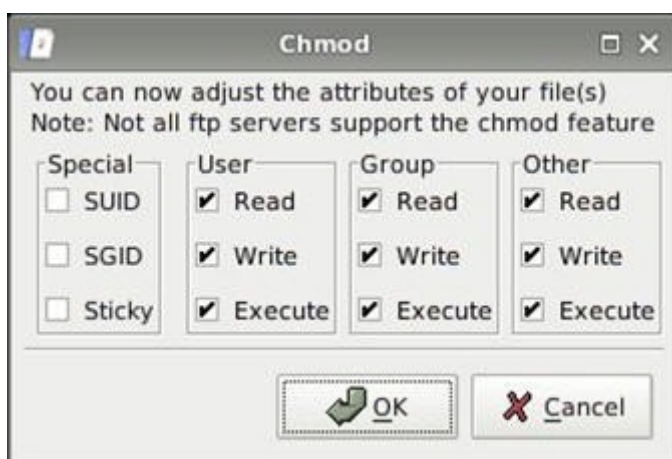 Chmod
You can now adjust the attributes of your file(s)
Note: Not all ftp servers support the chmod feature
Special User Group Other
SUID Read Read Read
SGID Write Write Write
Sticky Execute Execute Execute
OK Cancel